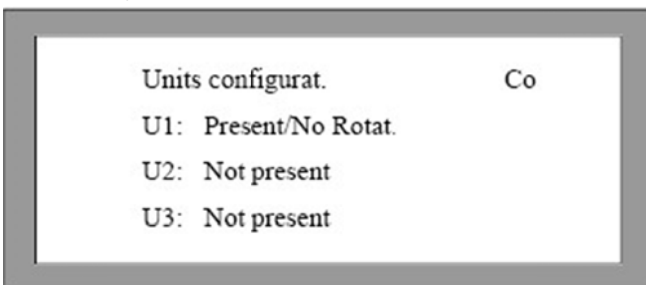 Units configurat. Co
U1: Present/No Rotat.
U2: Not present
U3: Not present